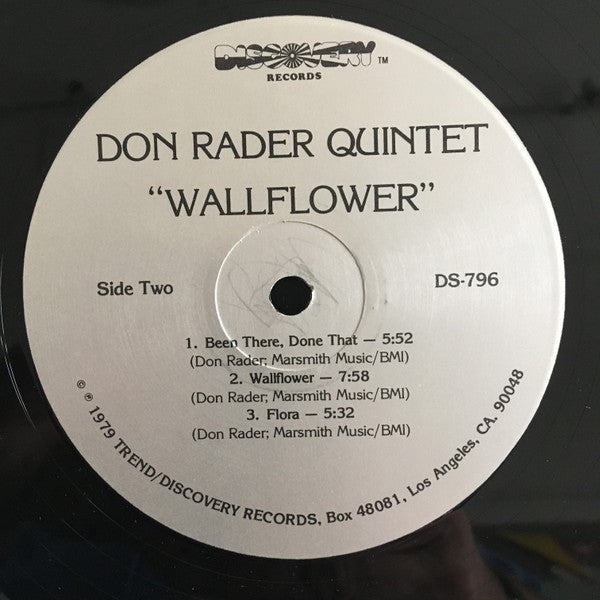 DISCOVERY TM
RECORDS
DON RADER QUINTET
“WALLFLOWER”
Side Two
DS-796
1. Been There, Done That — 5:52
(Don Rader; Marsmith Music/BMI)
2. Wallflower — 7:58
(Don Rader; Marsmith Music/BMI)
3. Flora — 5:32
(Don Rader; Marsmith Music/BMI)
© ℗ 1979 TREND/DISCOVERY RECORDS, Box 48081, Los Angeles, CA. 90048